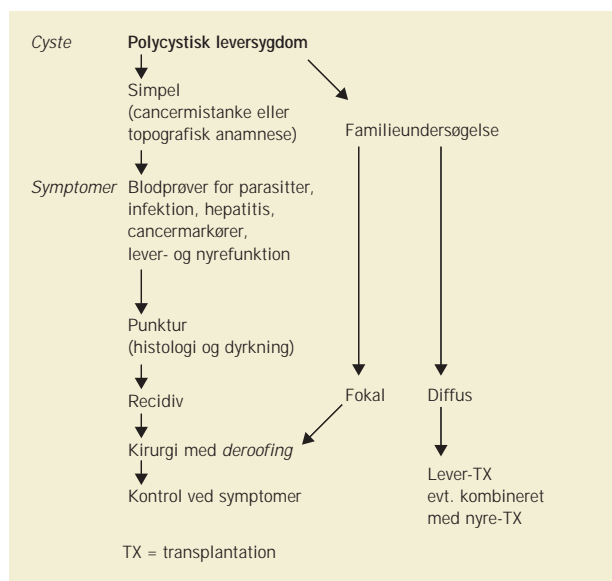 Cyste Polycystisk leversygdom
Simpel
(cancermistanke eller
topografisk anamnese)
Familieundersøgelse
Symptomer Blodprøver for parasitter,
infektion, hepatitis,
cancermarkører,
lever- og nyrefunktion
Punktur
(histologi og dyrkning)
Recidiv
Fokal
Diffus
Kirurgi med deroofing
Kontrol ved symptomer
Lever-TX
evt. kombineret
med nyre-TX
TX = transplantation